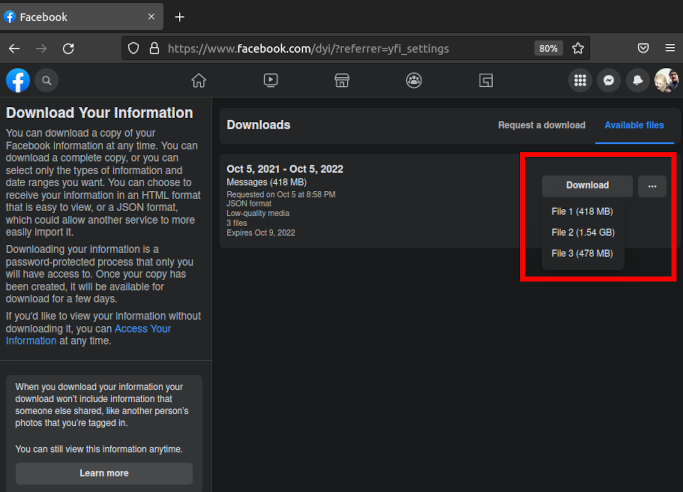 Facebook
https://www.facebook.com/dyi/?referrer=yfi_settings
80%
Download Your Information
You can download a copy of your
Facebook information at any time. You can
download a complete copy, or you can
select only the types of information and
date ranges you want. You can choose to
receive your information in an HTML format
that is easy to view, or a JSON format,
which could allow another service to more
easily import it.
Downloading your information is a
password-protected process that only you
will have access to. Once your copy has
been created, it will be available for
download for a few days.
If you'd like to view your information without
downloading it, you can Access Your
Information at any time.
When you download your information your
download won't include information that
someone else shared, like another person's
photos that you're tagged in.
You can still view this information anytime.
Learn more
Downloads
Request a download
Available files
Oct 5, 2021 - Oct 5, 2022
Messages (418 MB)
Requested on Oct 5 at 8:58 PM
JSON format
Low-quality media
3 files
Expires Oct 9, 2022
Download
File 1 (418 MB)
File 2 (1.54 GB)
File 3 (478 MB)